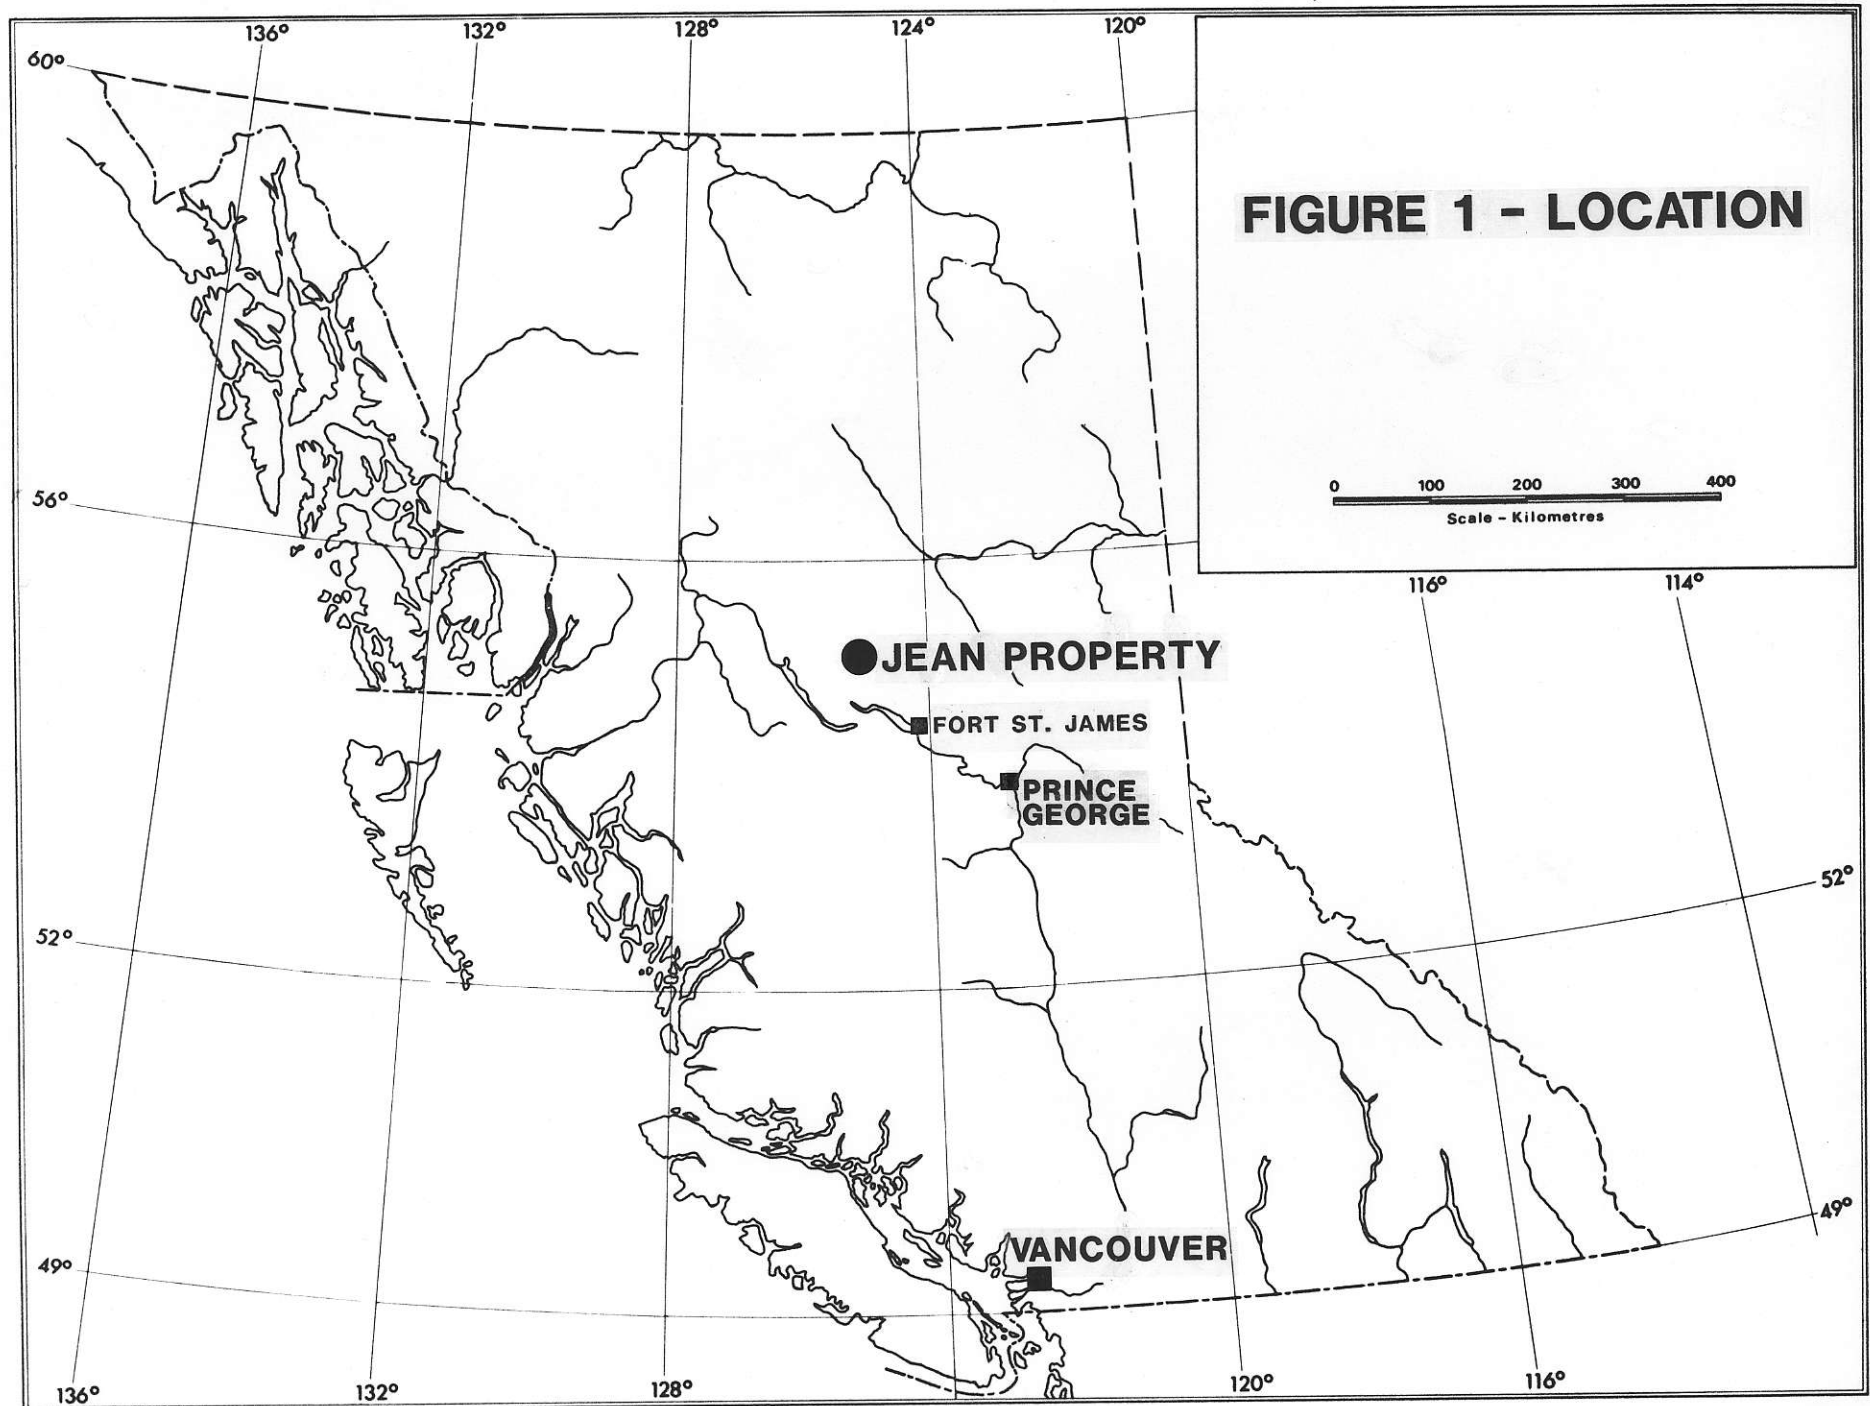 136°
132°
128°
124°
120°
60°
FIGURE 1 - LOCATION
56°
0 100 200 300 400
Scale - Kilometres
116°
114°
JEAN PROPERTY
FORT ST. JAMES
PRINCE
GEORGE
52°
52°
49°
VANCOUVER
49°
136°
132°
128°
120°
116°